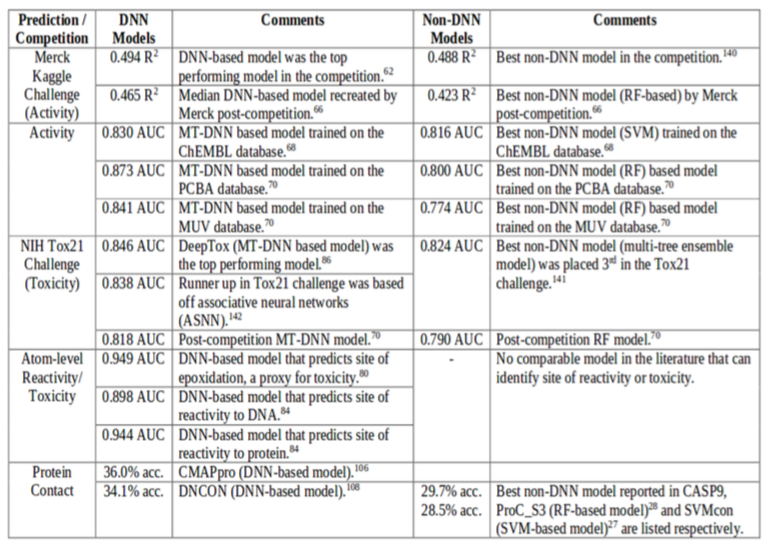 Prediction / Competition DNN Models Comments Non-DNN Models Comments
Merck Kaggle Challenge (Activity)
0.494 R²
DNN-based model was the top
performing model in the competition.⁶²
0.488 R²
Best non-DNN model in the competition.¹⁴⁰
0.465 R²
Median DNN-based model recreated by
Merck post-competition.⁶⁶
0.423 R²
Best non-DNN model (RF-based) by Merck
post-competition.⁶⁶
Activity
0.830 AUC
MT-DNN based model trained on the
ChEMBL database.⁶⁸
0.816 AUC
Best non-DNN model (SVM) trained on the
ChEMBL database.⁶⁸
0.873 AUC
MT-DNN based model trained on the
PCBA database.⁷⁰
0.800 AUC
Best non-DNN model (RF) based model
trained on the PCBA database.⁷⁰
0.841 AUC
MT-DNN based model trained on the
MUV database.⁷⁰
0.774 AUC
Best non-DNN model (RF) based model
trained on the MUV database.⁷⁰
NIH Tox21
Challenge
(Toxicity)
0.846 AUC
DeepTox (MT-DNN based model) was
the top performing model.⁸⁶
0.824 AUC
Best non-DNN model (multi-tree ensemble
model) was placed 3ʳᵈ in the Tox21
challenge.¹⁴¹
0.838 AUC
Runner up in Tox21 challenge was based
off associative neural networks
(ASNN).¹⁴²
0.818 AUC
Post-competition MT-DNN model.⁷⁰
0.790 AUC
Post-competition RF model.⁷⁰
Atom-level
Reactivity/
Toxicity
0.949 AUC
DNN-based model that predicts site of
epoxidation, a proxy for toxicity.⁸⁰
-
No comparable model in the literature that can
identify site of reactivity or toxicity.
0.898 AUC
DNN-based model that predicts site of
reactivity to DNA.⁸⁴
0.944 AUC
DNN-based model that predicts site of
reactivity to protein.⁸⁴
Protein
Contact
36.0% acc.
CMAPpro (DNN-based model).¹⁰⁶
34.1% acc.
DNCON (DNN-based model).¹⁰⁸
29.7% acc.
28.5% acc.
Best non-DNN model reported in CASP9,
ProC_S3 (RF-based model)²⁸ and SVMcon
(SVM-based model)²⁷ are listed respectively.